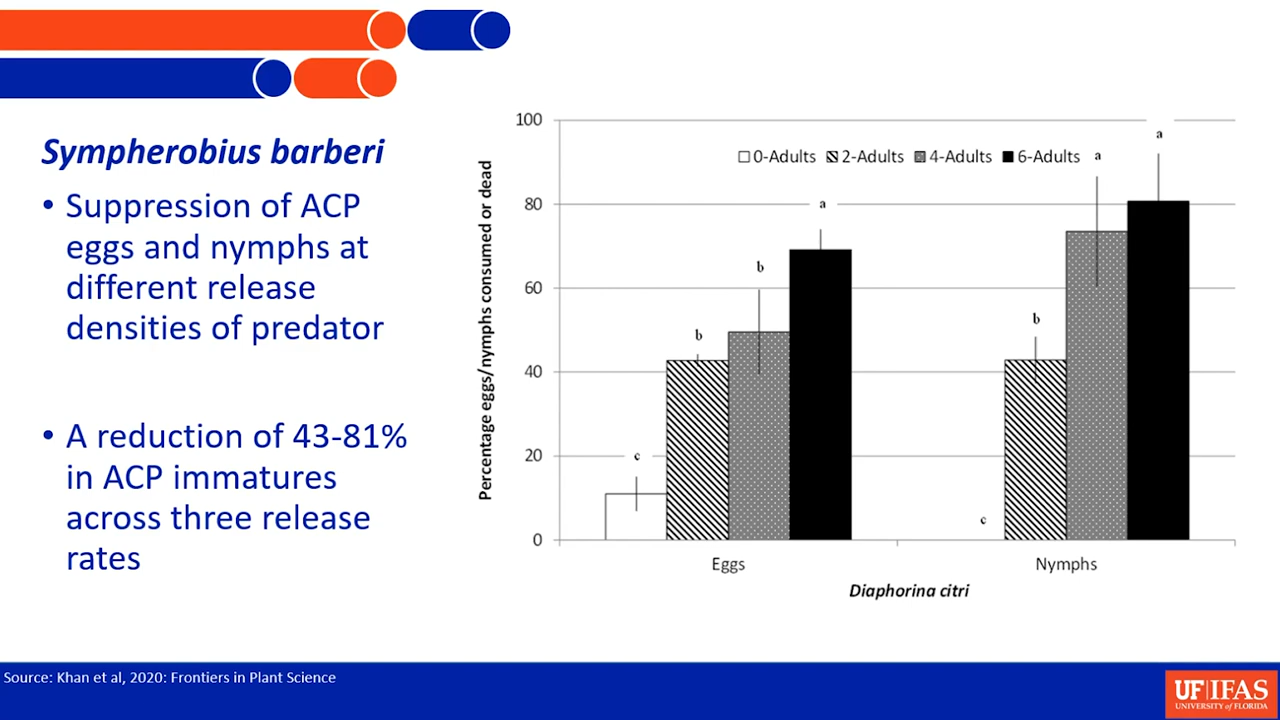 Sympherobius barberi
• Suppression of ACP
eggs and nymphs at
different release
densities of predator
• A reduction of 43-81%
in ACP immatures
across three release
rates
Percentage eggs/nymphs consumed or dead
100
80
60
40
20
0
0-Adults 2-Adults 4-Adults 6-Adults
c
b
b
a
c
b
a
a
Eggs
Nymphs
Diaphorina citri
Source: Khan et al, 2020: Frontiers in Plant Science
UF|IFAS
UNIVERSITY of FLORIDA